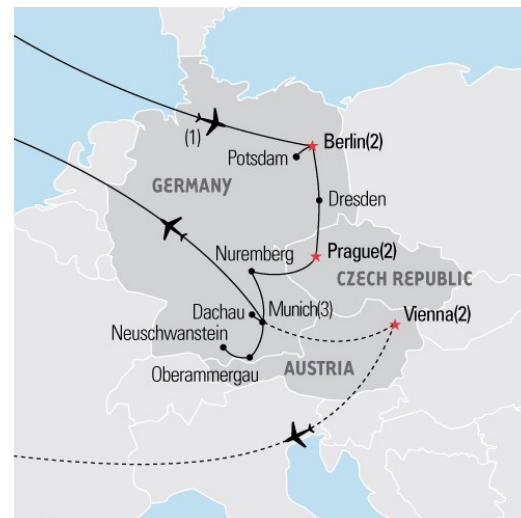 (1)
Berlin(2)
Potsdam
GERMANY
Dresden
Nuremberg
Prague(2)
CZECH REPUBLIC
Dachau
Munich(3)
Vienna(2)
Neuschwanstein
Oberammergau
AUSTRIA